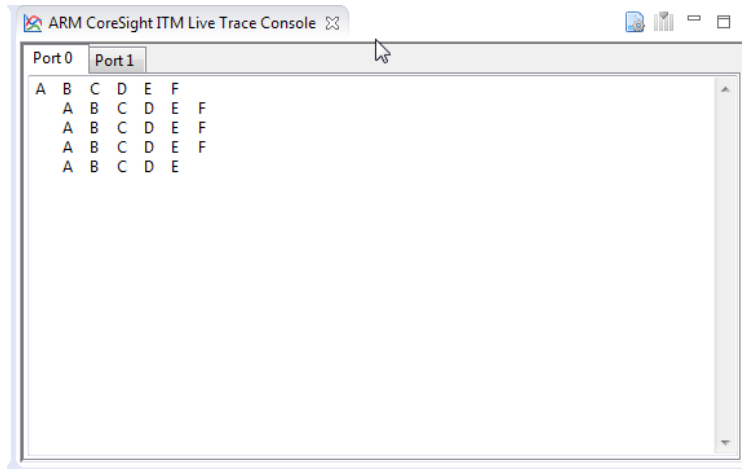 ARM CoreSight ITM Live Trace Console
Port 0 Port 1
A B C D E F
A B C D E F
A B C D E F
A B C D E F
A B C D E